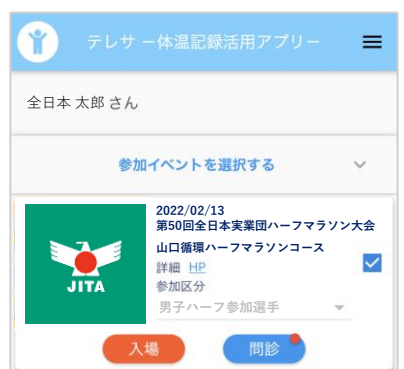 テレサ ー体温記録活用アプリー
全日本 太郎 さん
参加イベントを選択する
2022/02/13
第50回全日本実業団ハーフマラソン大会
山口循環ハーフマラソンコース
詳細 HP
参加区分
男子ハーフ参加選手
JITA
入場 問診